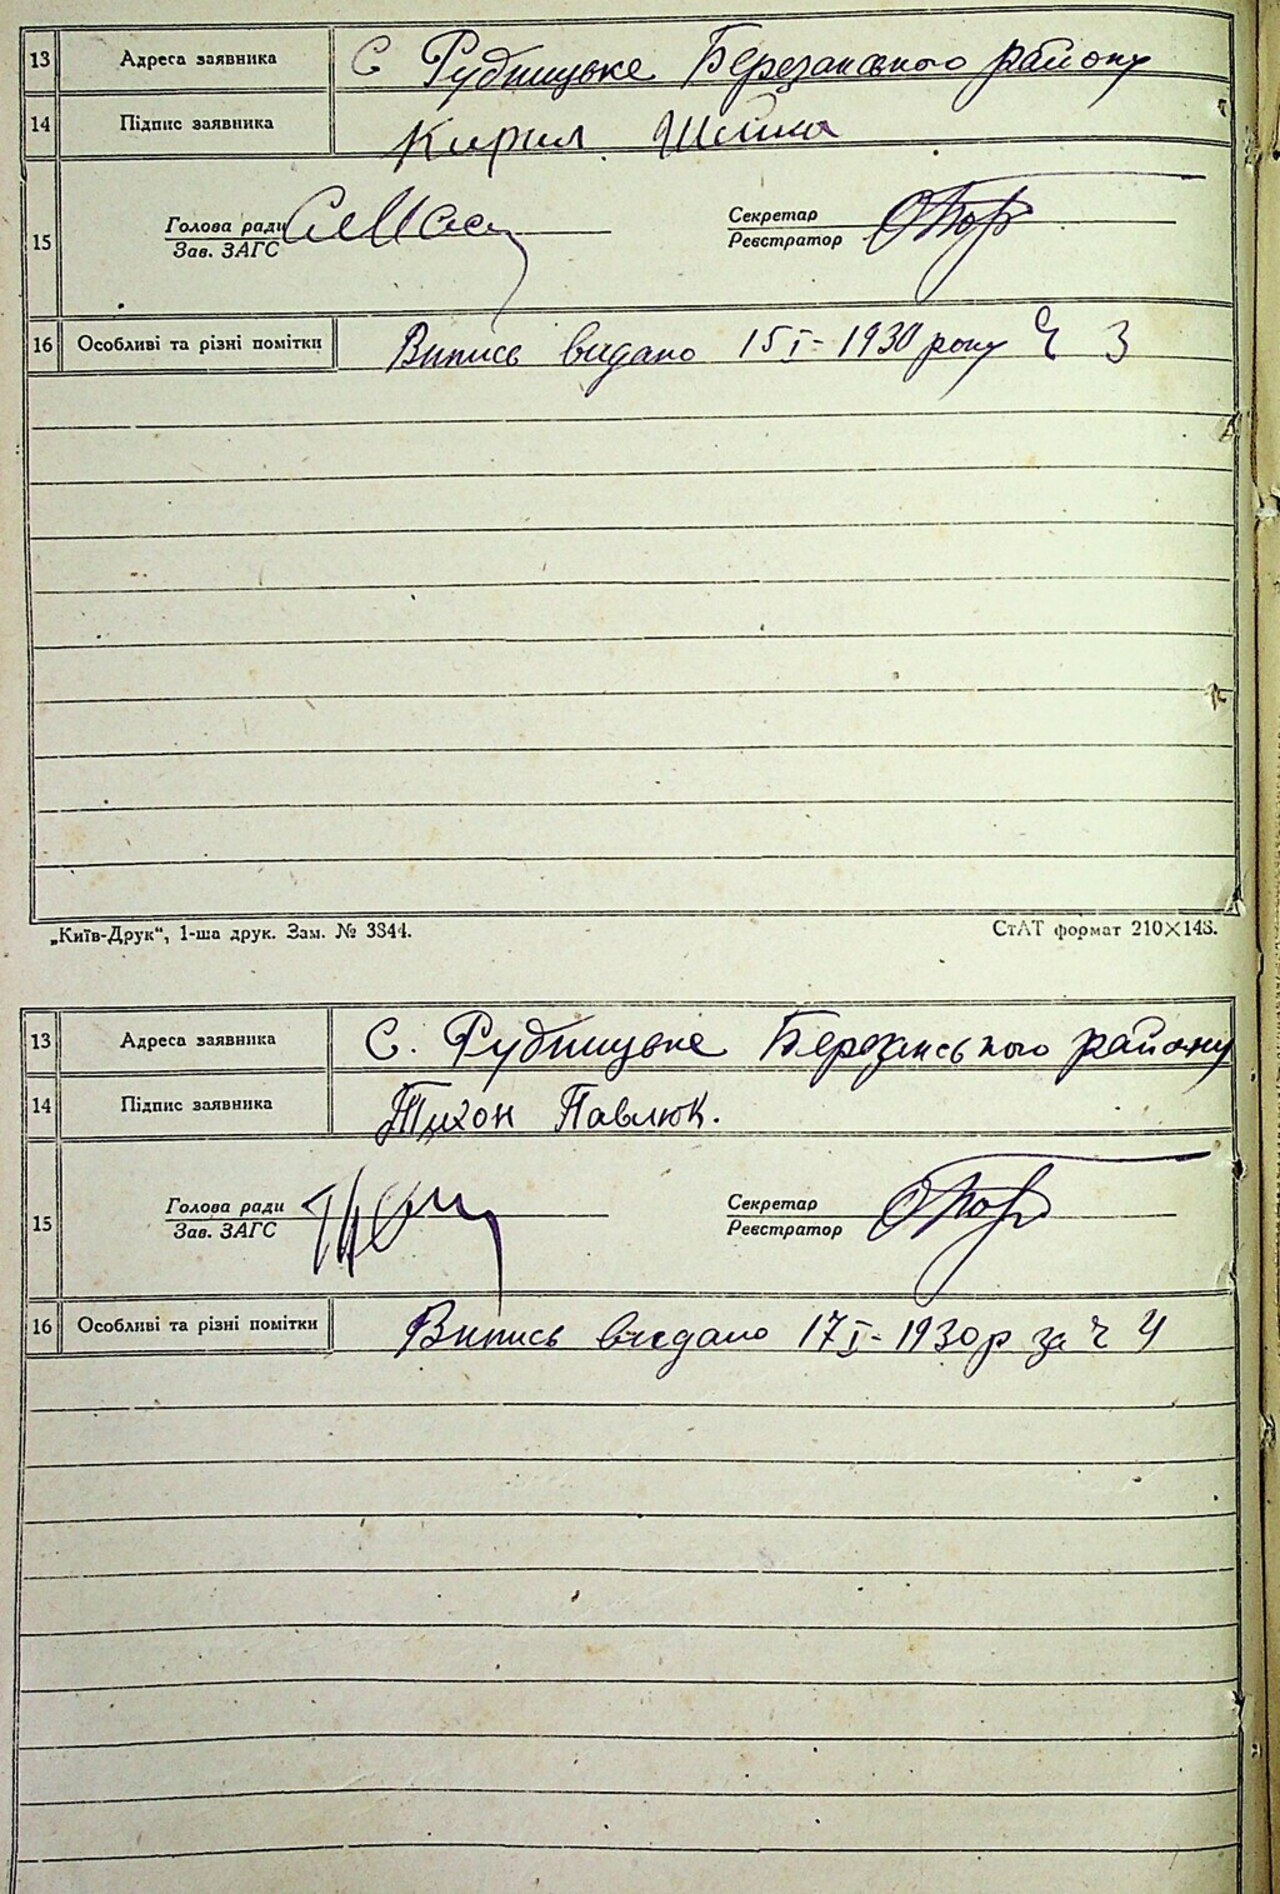 13 Адреса заявника С Рудницьке Березанського району
14 Підпис заявника Кирил
15 Голова ради
Зав. ЗАГС
Секретар
Реєстратор
16 Особливі та різні помітки Випись видано 15 I - 1930 року Ч 3
„Київ-Друк“, 1-ша друк. Зам. № 3344. СтАТ формат 210×148.
13 Адреса заявника С. Рудницьке Березанського району
14 Підпис заявника Тихон Павлюк.
15 Голова ради
Зав. ЗАГС
Секретар
Реєстратор
16 Особливі та різні помітки Випись видано 17 I - 1930 р за Ч 4